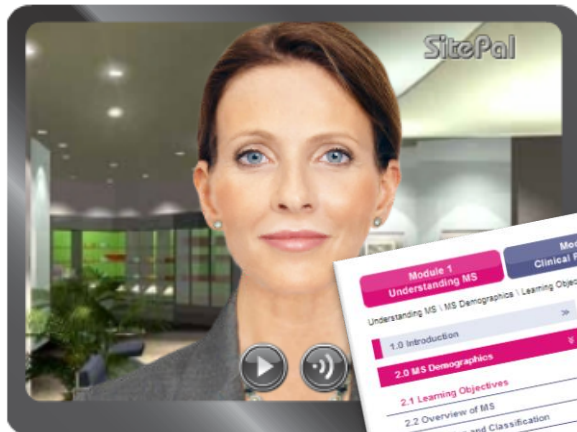 SitePal
Module 1
Understanding MS
Clinical
Understanding MS \ MS Demographics \ Learning
1.0 Introduction »
2.0 MS Demographics
2.1 Learning Objectives
2.2 Overview of MS
and Classification